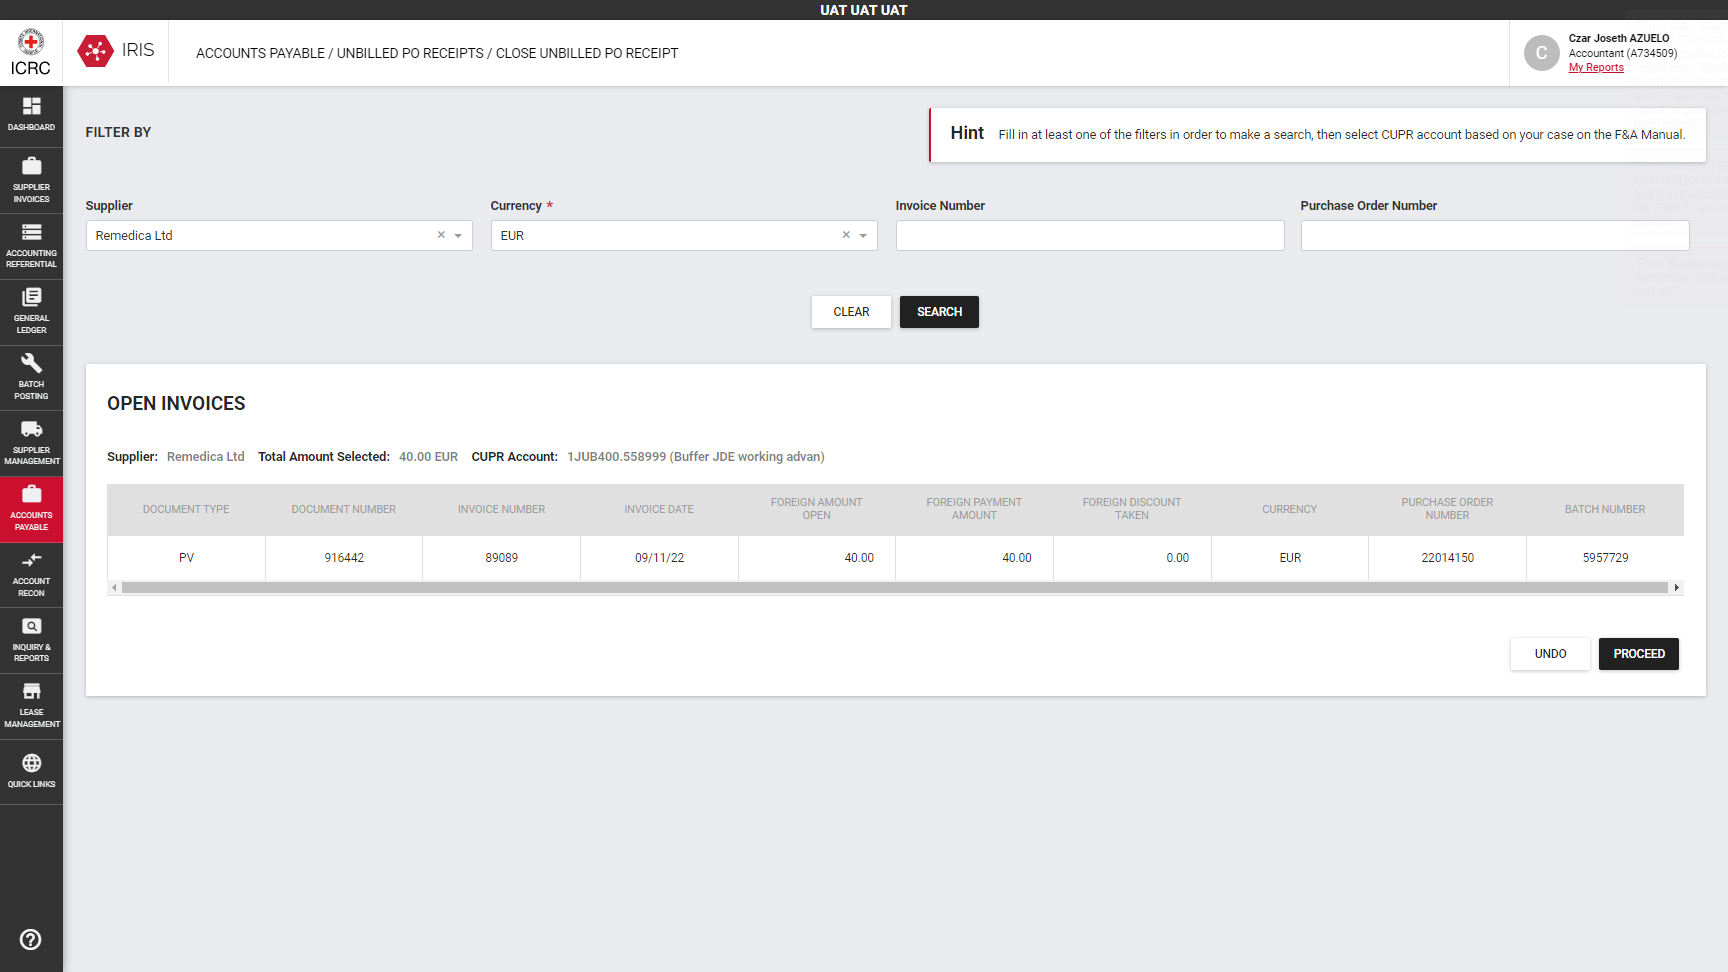 UAT UAT UAT
ICRC
IRIS
ACCOUNTS PAYABLE / UNBILLED PO RECEIPTS / CLOSE UNBILLED PO RECEIPT
C
Czar Joseth AZUELO
Accountant (A734509)
My Reports
DASHBOARD
SUPPLIER
INVOICES
ACCOUNTING
REFERENTIAL
GENERAL
LEDGER
BATCH
POSTING
SUPPLIER
MANAGEMENT
ACCOUNTS
PAYABLE
ACCOUNT
RECON
INQUIRY &
REPORTS
LEASE
MANAGEMENT
QUICK LINKS
FILTER BY
Hint Fill in at least one of the filters in order to make a search, then select CUPR account based on your case on the F&A Manual.
Supplier Currency * Invoice Number Purchase Order Number
Remedica Ltd × EUR ×
CLEAR SEARCH
OPEN INVOICES
Supplier: Remedica Ltd Total Amount Selected: 40.00 EUR CUPR Account: 1JUB400.558999 (Buffer JDE working advan)
DOCUMENT TYPE DOCUMENT NUMBER INVOICE NUMBER INVOICE DATE FOREIGN AMOUNT OPEN FOREIGN PAYMENT AMOUNT FOREIGN DISCOUNT TAKEN CURRENCY PURCHASE ORDER NUMBER BATCH NUMBER
PV 916442 89089 09/11/22 40.00 40.00 0.00 EUR 22014150 5957729
UNDO PROCEED